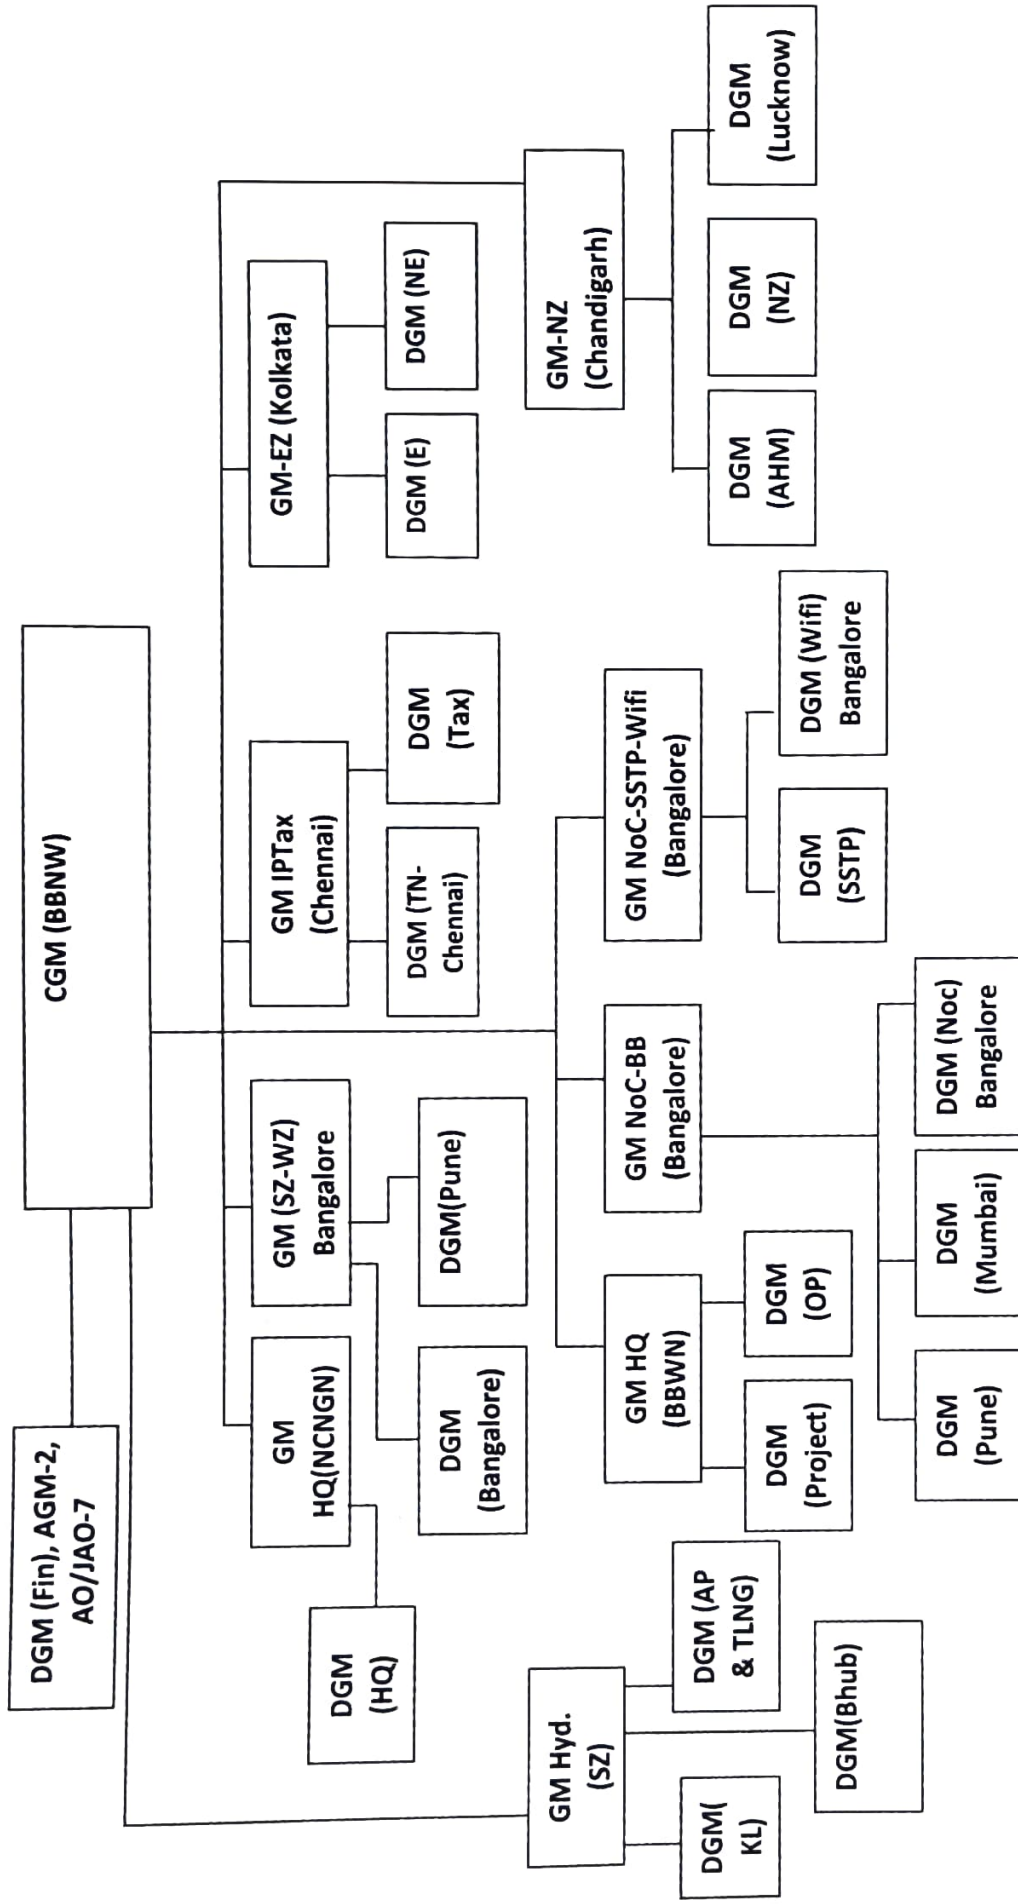 CGM (BBNW)
DGM (Fin), AGM-2,
AO/JAO-7
GM
HQ(NCNGN)
GM (SZ-WZ)
Bangalore
GM IPTax
(Chennai)
GM-EZ (Kolkata)
DGM
(HQ)
DGM
(Bangalore)
DGM(Pune)
DGM (TN-
Chennai)
DGM
(Tax)
DGM (E)
DGM (NE)
GM Hyd.
(SZ)
GM HQ
(BBWN)
GM NoC-BB
(Bangalore)
GM NoC-SSTP-Wifi
(Bangalore)
GM-NZ
(Chandigarh)
DGM(
KL)
DGM (AP
& TLNG)
DGM(Bhub)
DGM
(Project)
DGM
(OP)
DGM
(SSTP)
DGM (Wifi)
Bangalore
DGM
(AHM)
DGM
(NZ)
DGM
(Lucknow)
DGM
(Pune)
DGM
(Mumbai)
DGM (Noc)
Bangalore